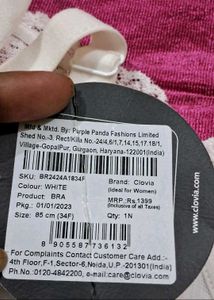 Mfd & Mktd. By: Purple Panda Fashions Limited
Shed No.-3, Rect/Killa No.-24/4,6/1,7,14,15,17,18/1,
Village-GopalPur, Gurgaon, Haryana-122001(India)
SKU: BR2424A1834F
Brand: Clovia
(Ideal for Women)
Colour: WHITE
Product: BRA
MRP: Rs.1399
(Inclusive of all Taxes)
Pkg. Dt.: 01/01/2023
Size: 85 cm (34F)
Qty: 1N
8 905587 736132
For Complaints Contact Customer Care Add.:-
4th Floor,F-1,Sector-6,Noida,U.P-201301(India)
Ph.No:0120-4842200, e-mail.care@clovia.com
www.clovia.com